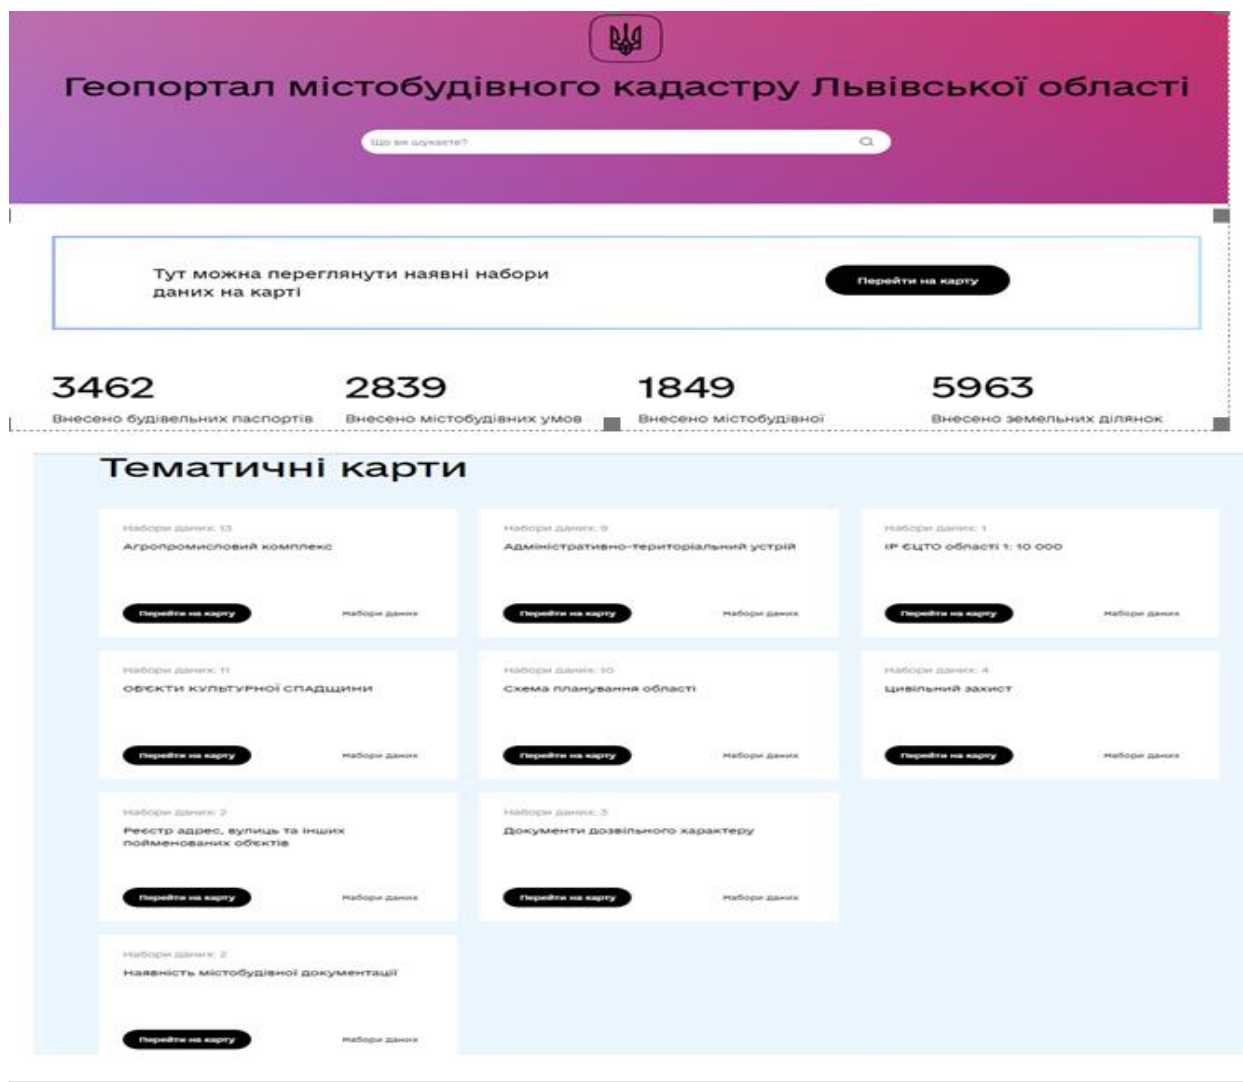 Геопортал містобудівного кадастру Львівської області
Що ви шукаєте?
Тут можна переглянути наявні набори
даних на карті
Перейти на карту
3462
2839
1849
5963
Внесено будівельних паспортів
Внесено містобудівних умов
Внесено містобудівної
Внесено земельних ділянок
Тематичні карти
Набори даних: 13
Агропромисловий комплекс
Перейти на карту
Набори даних
Набори даних: 9
Адміністративно-територіальний устрій
Перейти на карту
Набори даних
Набори даних: 1
ІР ЄЦТО області 1: 10 000
Перейти на карту
Набори даних
Набори даних: 11
ОБ'ЄКТИ КУЛЬТУРНОЇ СПАДЩИНИ
Перейти на карту
Набори даних
Набори даних: 10
Схема планування області
Перейти на карту
Набори даних
Набори даних: 4
Цивільний захист
Перейти на карту
Набори даних
Набори даних: 2
Реєстр адрес, вулиць та інших
пойменованих об'єктів
Перейти на карту
Набори даних
Набори даних: 3
Документи дозвільного характеру
Перейти на карту
Набори даних
Набори даних: 2
Наявність містобудівної документації
Перейти на карту
Набори даних